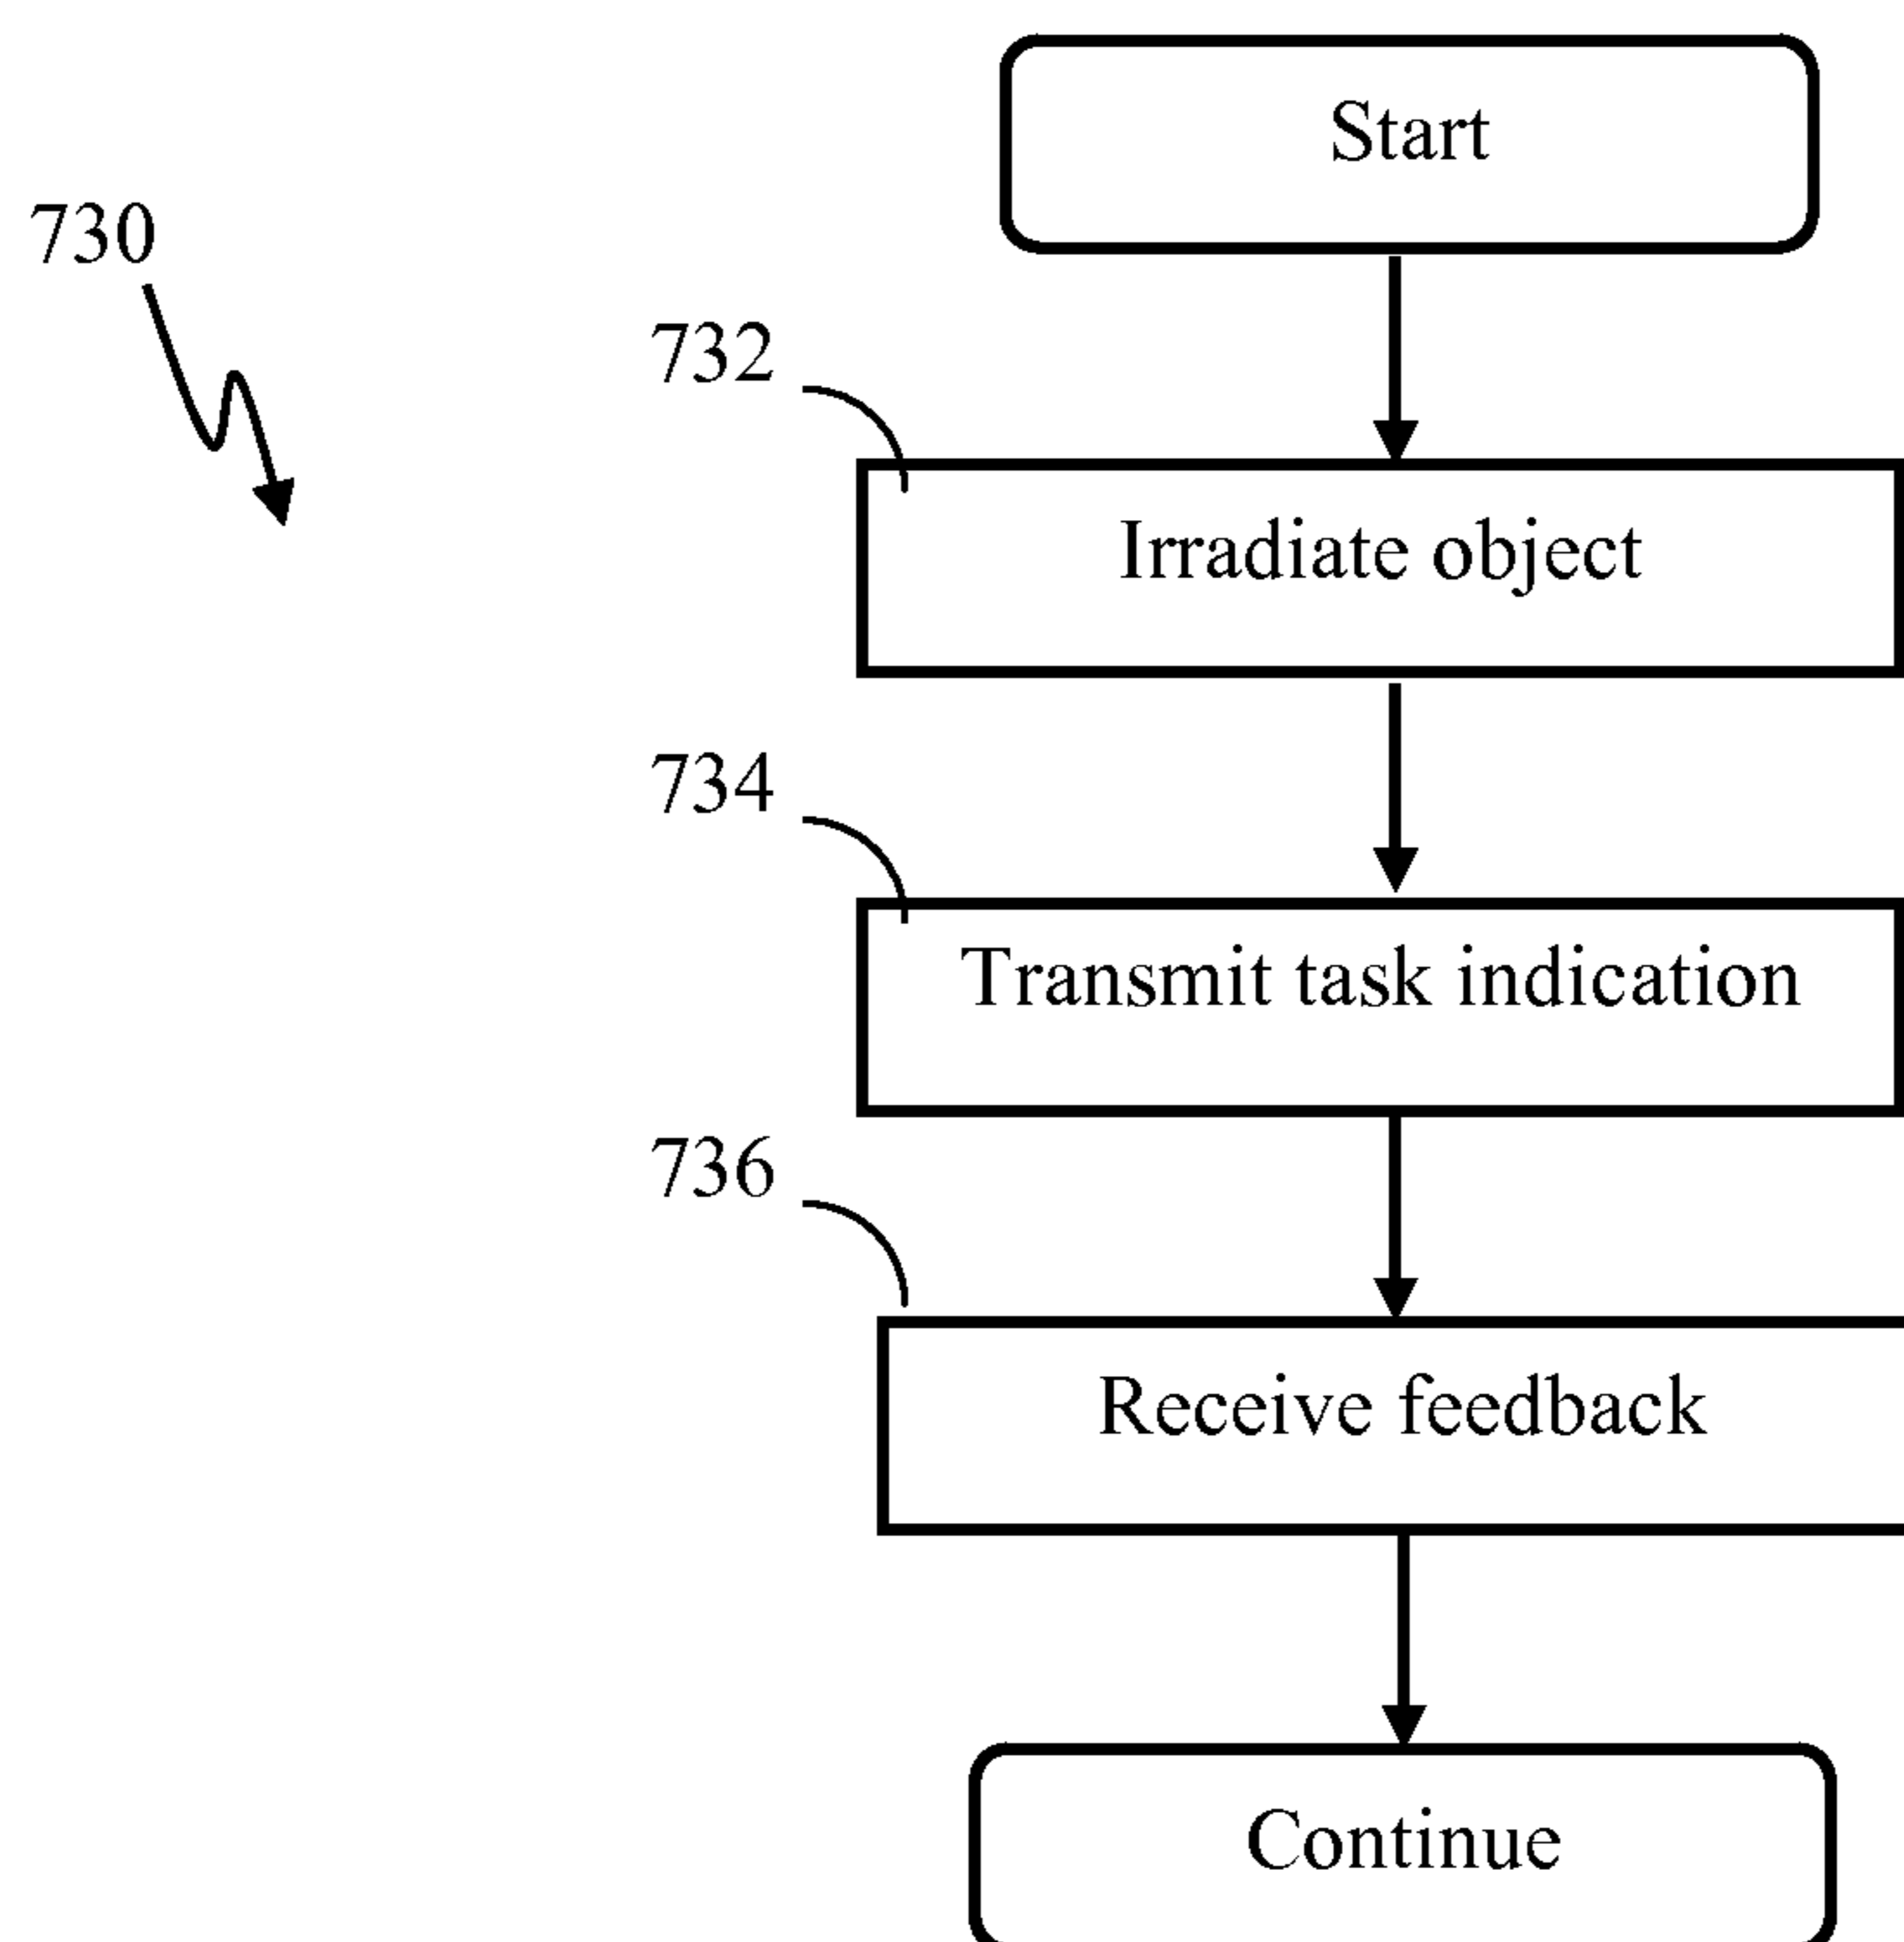 Start
730
732
Irradiate object
734
Transmit task indication
736
Receive feedback
Continue